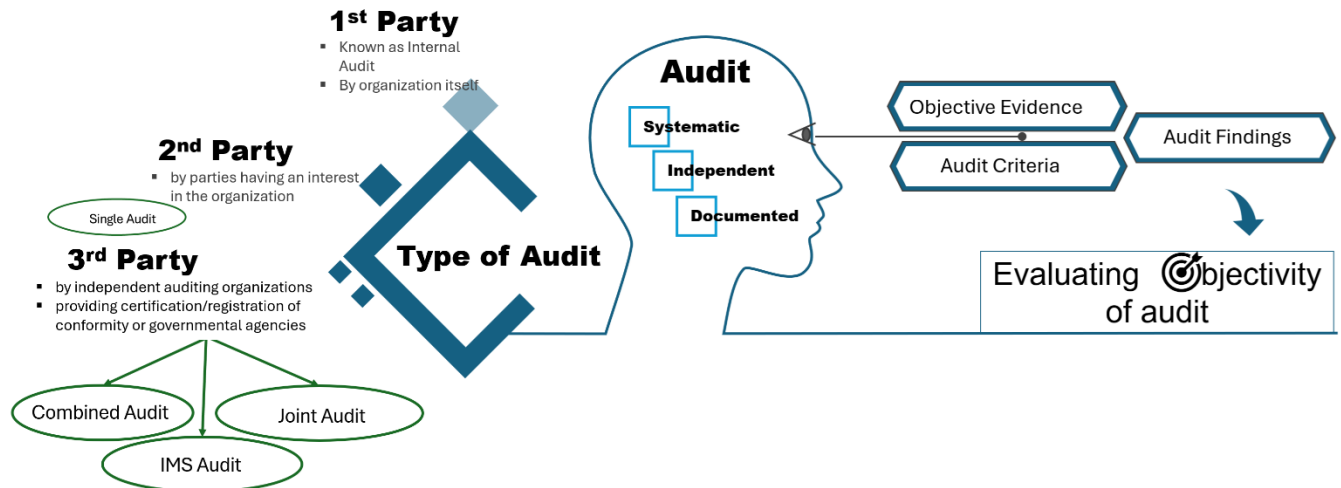 1st Party
▪ Known as Internal
Audit
▪ By organization itself
2nd Party
▪ by parties having an interest
in the organization
Single Audit
3rd Party
▪ by independent auditing organizations
▪ providing certification/registration of
conformity or governmental agencies
Combined Audit
Joint Audit
IMS Audit
Type of Audit
Audit
Systematic
Independent
Documented
Objective Evidence
Audit Criteria
Audit Findings
Evaluating Objectivity
of audit